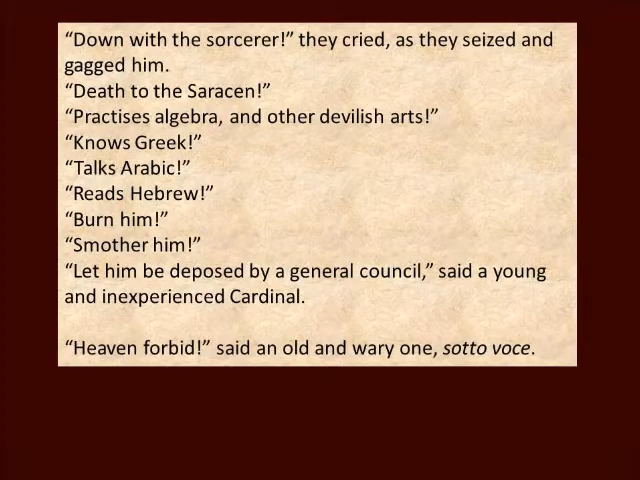 “Down with the sorcerer!” they cried, as they seized and
gagged him.
“Death to the Saracen!”
“Practises algebra, and other devilish arts!”
“Knows Greek!”
“Talks Arabic!”
“Reads Hebrew!”
“Burn him!”
“Smother him!”
“Let him be deposed by a general council,” said a young
and inexperienced Cardinal.
“Heaven forbid!” said an old and wary one, sotto voce.